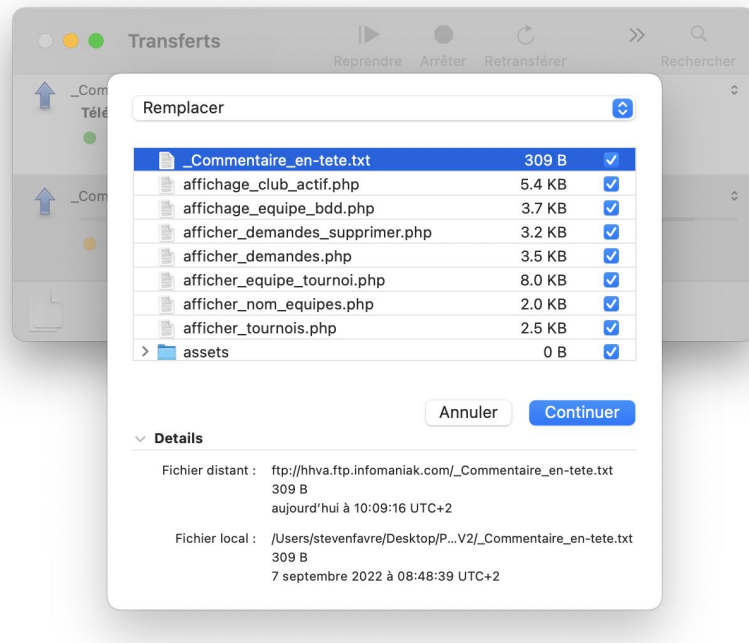 Transferts
Reprendre Arrêter Retransférer Rechercher
_Com
Télé
_Com
Remplacer
_Commentaire_en-tete.txt 309 B
affichage_club_actif.php 5.4 KB
affichage_equipe_bdd.php 3.7 KB
afficher_demandes_supprimer.php 3.2 KB
afficher_demandes.php 3.5 KB
afficher_equipe_tournoi.php 8.0 KB
afficher_nom_equipes.php 2.0 KB
afficher_tournois.php 2.5 KB
assets 0 B
Annuler Continuer
Details
Fichier distant : ftp://hhva.ftp.infomaniak.com/_Commentaire_en-tete.txt
309 B
aujourd'hui à 10:09:16 UTC+2
Fichier local : /Users/stevenfavre/Desktop/P...V2/_Commentaire_en-tete.txt
309 B
7 septembre 2022 à 08:48:39 UTC+2